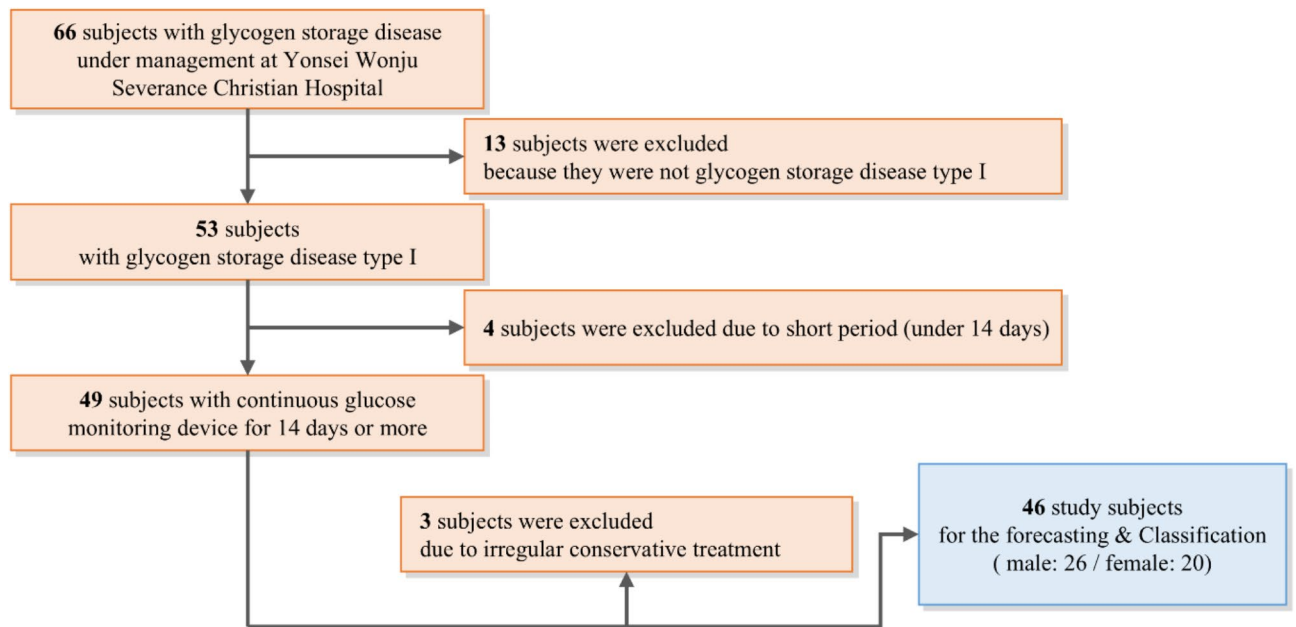 66 subjects with glycogen storage disease
under management at Yonsei Wonju
Severance Christian Hospital
13 subjects were excluded
because they were not glycogen storage disease type I
53 subjects
with glycogen storage disease type I
4 subjects were excluded due to short period (under 14 days)
49 subjects with continuous glucose
monitoring device for 14 days or more
3 subjects were excluded
due to irregular conservative treatment
46 study subjects
for the forecasting & Classification
( male: 26 / female: 20)